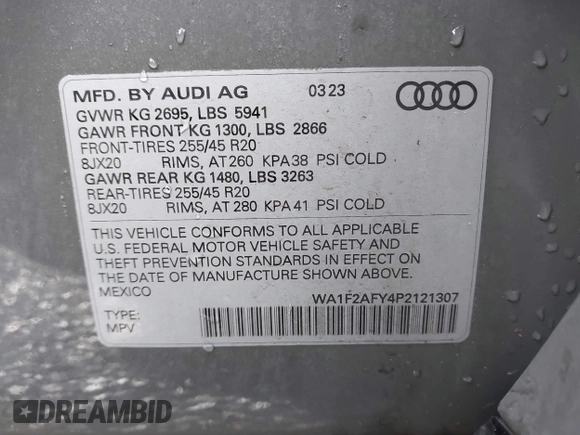 MFD. BY AUDI AG 03 23
GVWR KG 2695, LBS 5941
GAWR FRONT KG 1300, LBS 2866
FRONT-TIRES 255/45 R20
8JX20 RIMS, AT 260 KPA 38 PSI COLD
GAWR REAR KG 1480, LBS 3263
REAR-TIRES 255/45 R20
8JX20 RIMS, AT 280 KPA 41 PSI COLD
THIS VEHICLE CONFORMS TO ALL APPLICABLE
U.S. FEDERAL MOTOR VEHICLE SAFETY AND
THEFT PREVENTION STANDARDS IN EFFECT ON
THE DATE OF MANUFACTURE SHOWN ABOVE.
MEXICO
WA1F2AFY4P2121307
TYPE:
MPV
DREAMBID